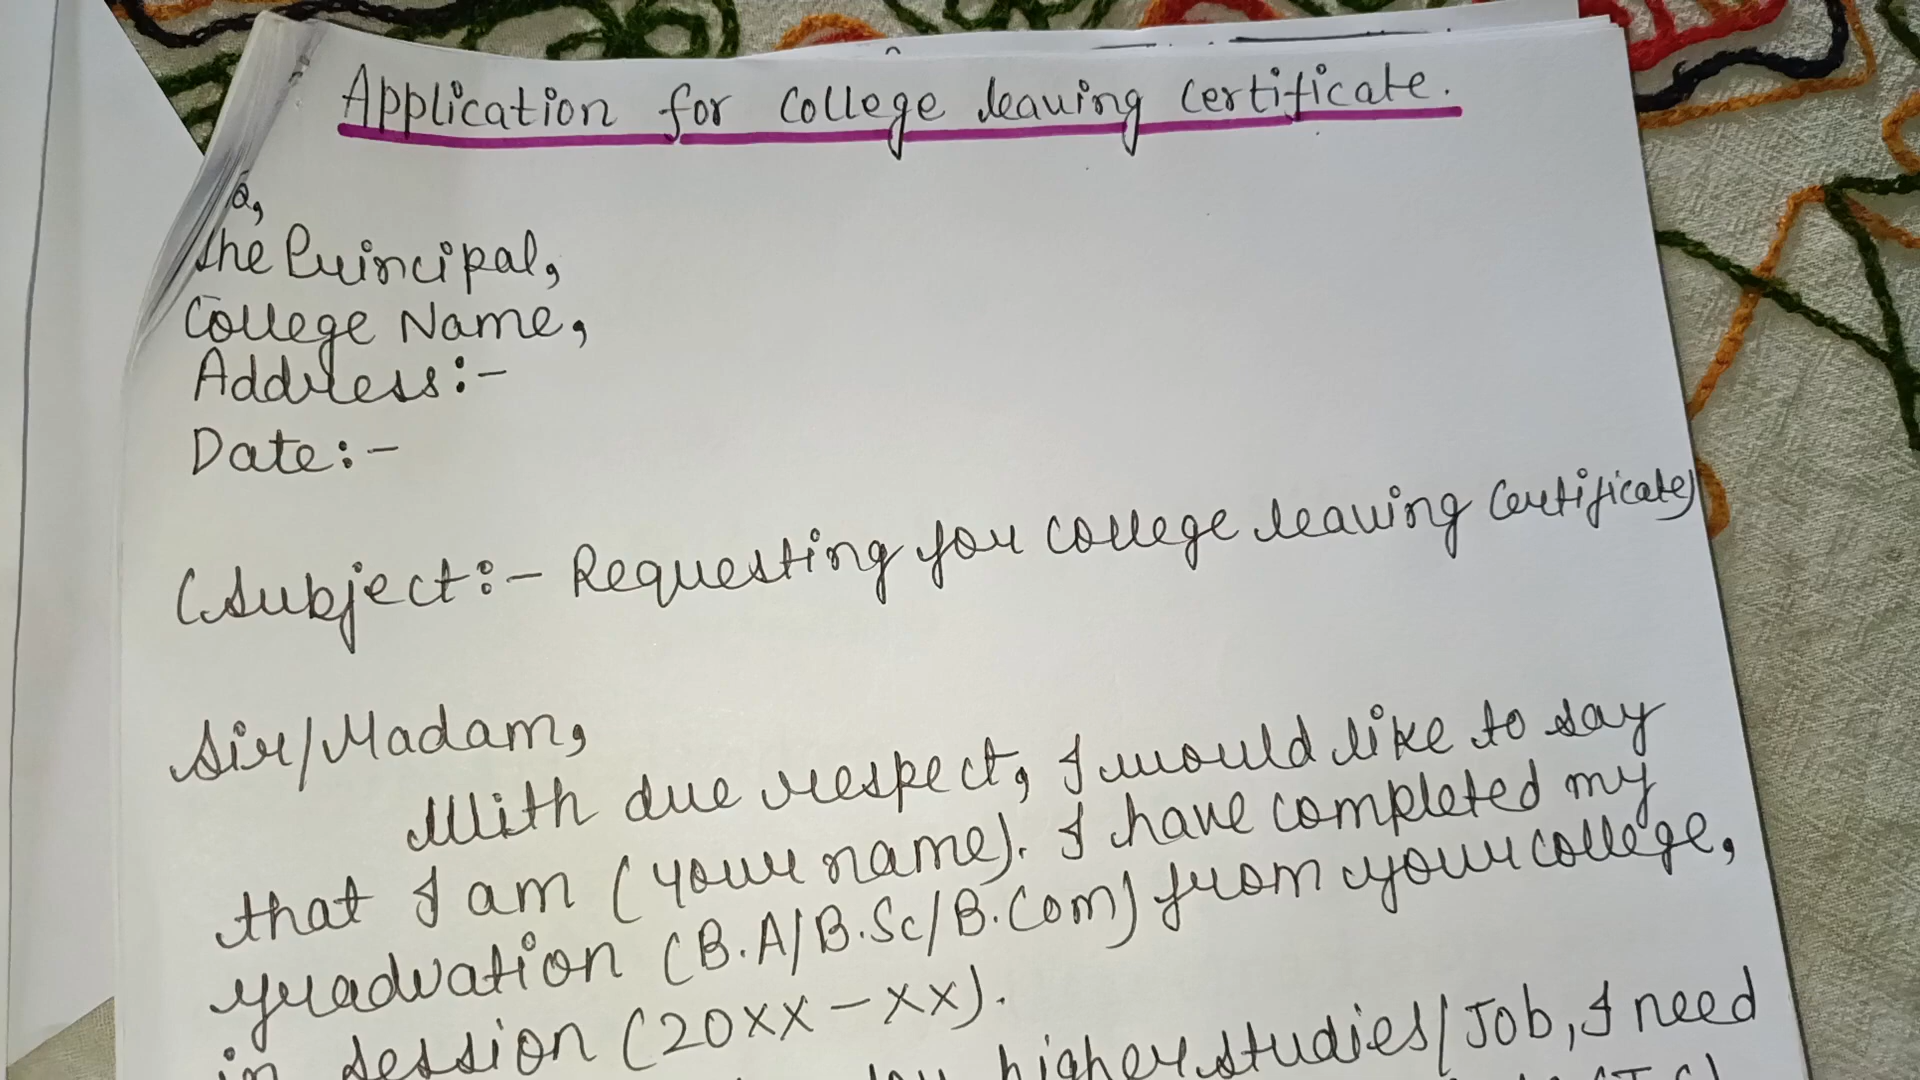 Application for college leaving certificate.
The Principal,
College Name,
Address:-
Date:-
(Subject:- Requesting for college leaving Certificate)
Sir/Madam,
With due respect, I would like to say
that I am (your name). I have completed my
graduation (B.A/B.Sc/B.Com) from your college,
in session (20xx-xx).
higher studies/Job, I need